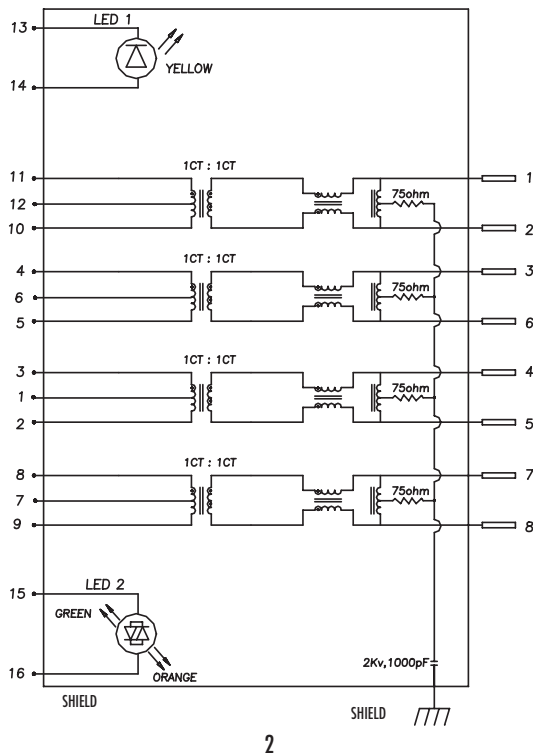 13
LED 1
YELLOW
14
1CT : 1CT
11
75ohm
1
12
10
2
1CT : 1CT
4
3
75ohm
6
5
6
1CT : 1CT
3
4
75ohm
1
2
5
1CT : 1CT
8
7
75ohm
7
9
8
15
LED 2
GREEN
ORANGE
2Kv,1000pF
16
SHIELD
SHIELD
2